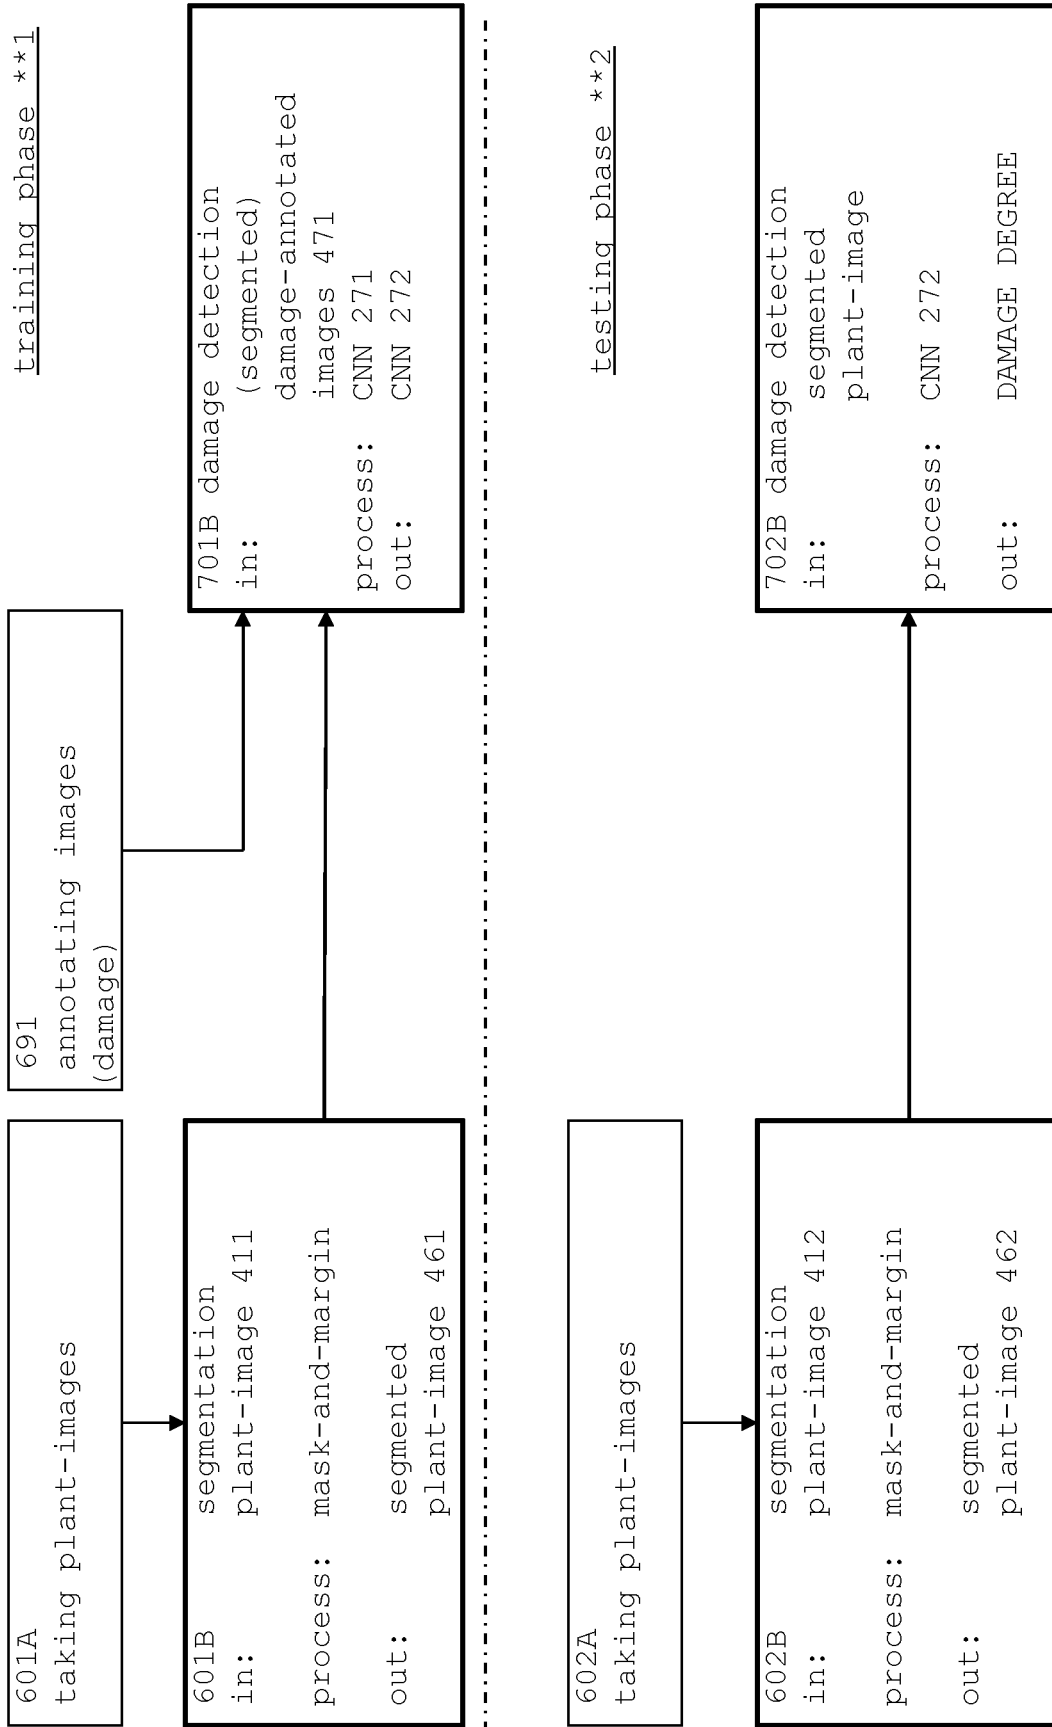 601A
taking plant-images
691
annotating images
(damage)
training phase **1
601B segmentation
in: plant-image 411
process: mask-and-margin
out: segmented
plant-image 461
701B damage detection
in: (segmented)
damage-annotated
images 471
process: CNN 271
out: CNN 272
602A
taking plant-images
testing phase **2
602B segmentation
in: plant-image 412
process: mask-and-margin
out: segmented
plant-image 462
702B damage detection
in: segmented
plant-image
process: CNN 272
out: DAMAGE DEGREE